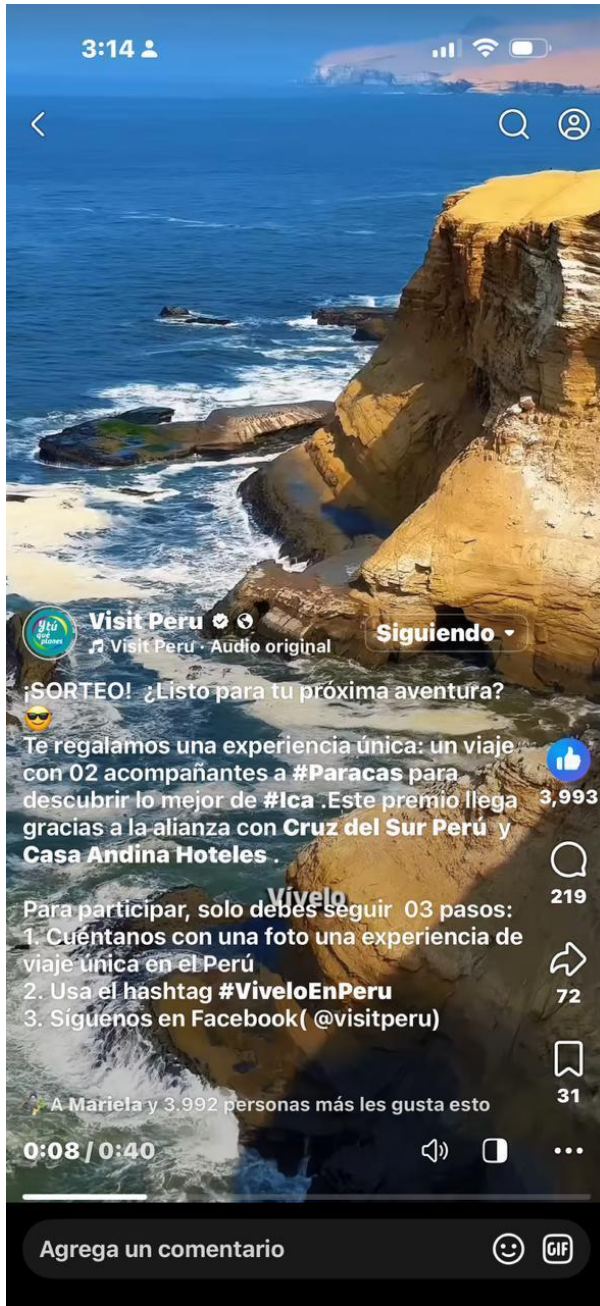 3:14
Visit Peru
Visit Peru · Audio original
Siguiendo
ytú
qué
planes
¡SORTEO! ¿Listo para tu próxima aventura?
😎
Te regalamos una experiencia única: un viaje
con 02 acompañantes a #Paracas para
descubrir lo mejor de #Ica .Este premio llega
gracias a la alianza con Cruz del Sur Perú y
Casa Andina Hoteles .
Vívelo
Para participar, solo debes seguir 03 pasos:
1. Cuéntanos con una foto una experiencia de
viaje única en el Perú
2. Usa el hashtag #ViveloEnPeru
3. Síguenos en Facebook( @visitperu)
3,993
219
72
31
A Mariela y 3.992 personas más les gusta esto
0:08 / 0:40
Agrega un comentario
GIF